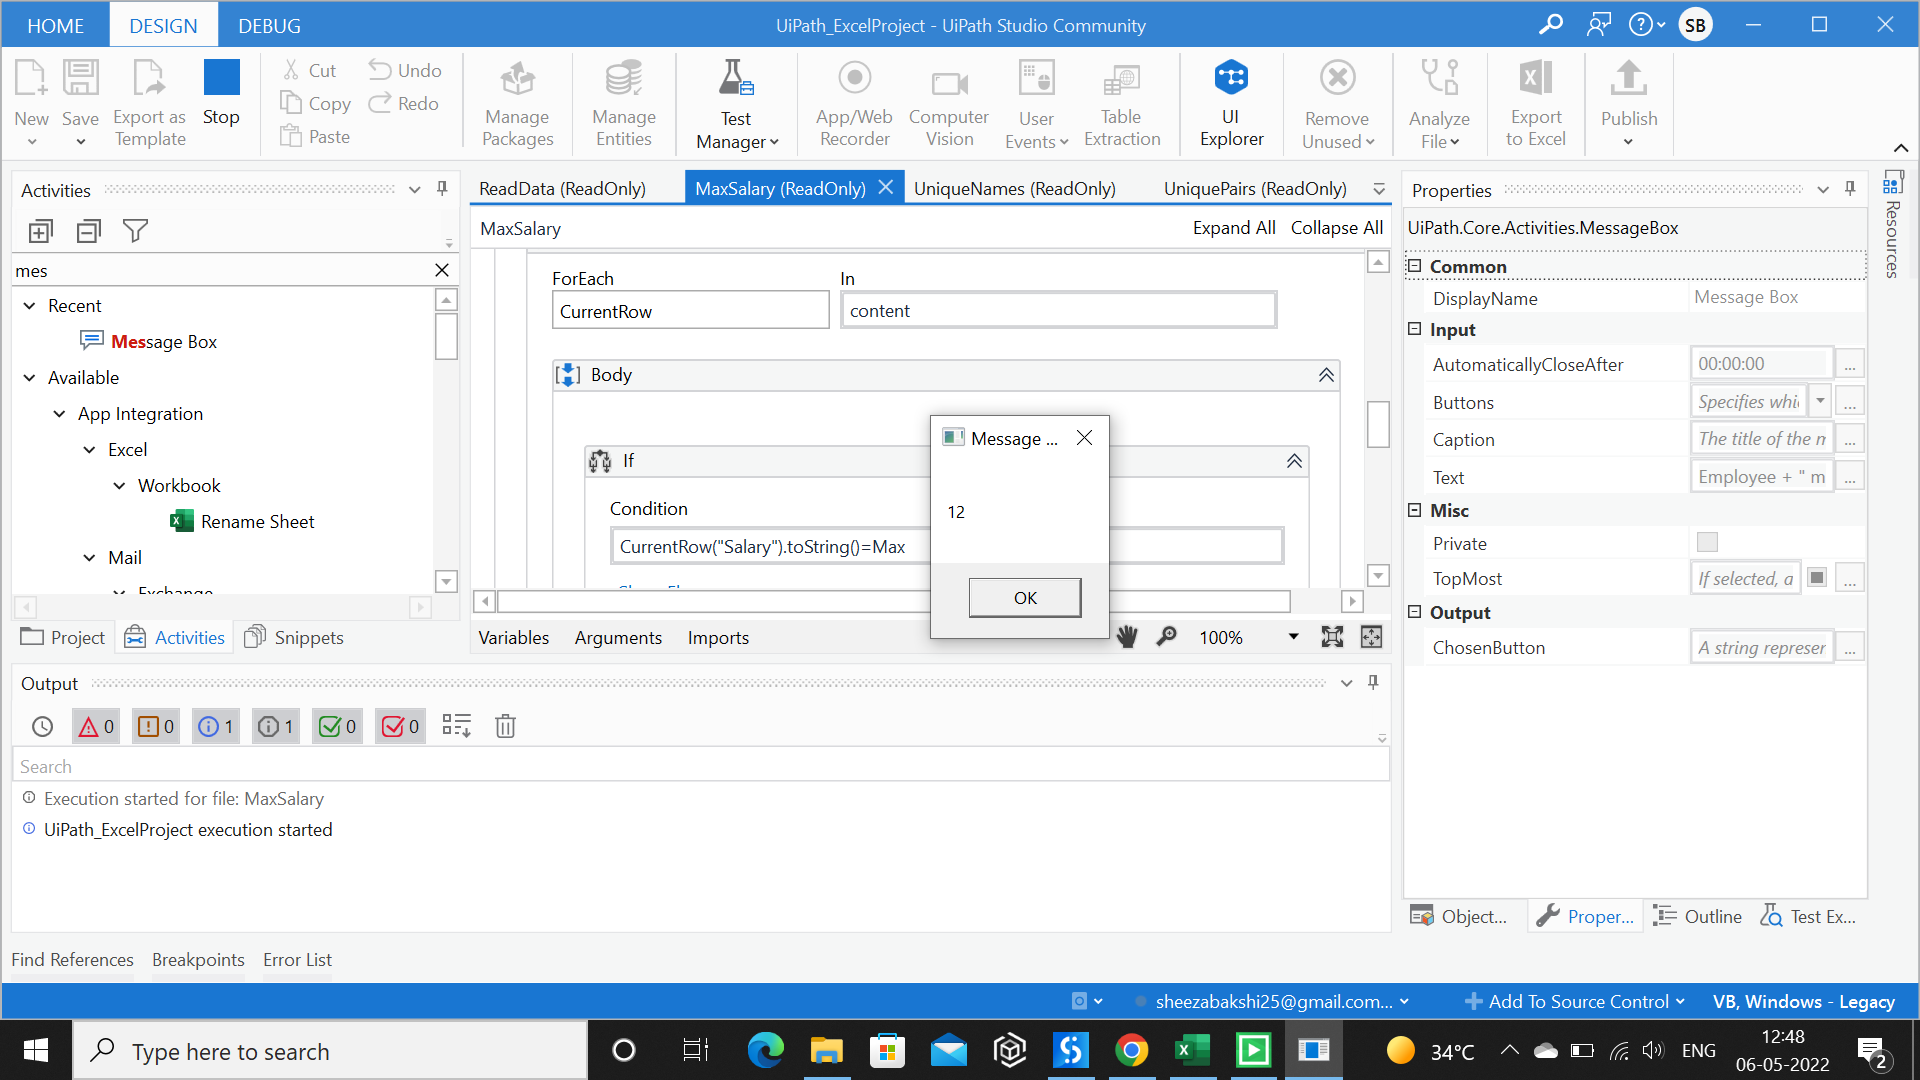 HOME
DESIGN
DEBUG
UiPath_ExcelProject - UiPath Studio Community
SB
New
Save
Export as
Template
Stop
Cut
Copy
Paste
Undo
Redo
Manage
Packages
Manage
Entities
Test
Manager
App/Web
Recorder
Computer
Vision
User
Events
Table
Extraction
UI
Explorer
Remove
Unused
Analyze
File
Export
to Excel
Publish
Activities
mes
Recent
Message Box
Available
App Integration
Excel
Workbook
Rename Sheet
Mail
Exchange
Project
Activities
Snippets
ReadData (ReadOnly)
MaxSalary (ReadOnly)
UniqueNames (ReadOnly)
UniquePairs (ReadOnly)
MaxSalary
Expand All
Collapse All
ForEach
In
CurrentRow
content
Body
If
Condition
CurrentRow("Salary").toString()=Max
Message ...
12
OK
Variables
Arguments
Imports
100%
Properties
UiPath.Core.Activities.MessageBox
Common
DisplayName
Message Box
Input
AutomaticallyCloseAfter
00:00:00
...
Buttons
Specifies whi
...
Caption
The title of the m
...
Text
Employee + " m
...
Misc
Private
TopMost
If selected, a
...
Output
ChosenButton
A string represer
...
Resources
Object...
Proper...
Outline
Test Ex...
Output
0
0
1
1
0
0
Search
Execution started for file: MaxSalary
UiPath_ExcelProject execution started
Find References
Breakpoints
Error List
sheezabakshi25@gmail.com...
Add To Source Control
VB, Windows - Legacy
Type here to search
34°C
ENG
12:48
06-05-2022
2